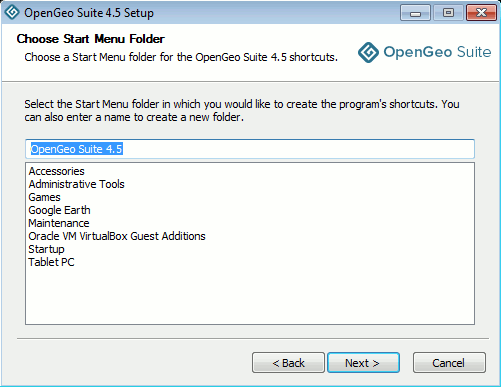 OpenGeo Suite 4.5 Setup
Choose Start Menu Folder
Choose a Start Menu folder for the OpenGeo Suite 4.5 shortcuts.
OpenGeo Suite
Select the Start Menu folder in which you would like to create the program's shortcuts. You
can also enter a name to create a new folder.
OpenGeo Suite 4.5
Accessories
Administrative Tools
Games
Google Earth
Maintenance
Oracle VM VirtualBox Guest Additions
Startup
Tablet PC
< Back
Next >
Cancel